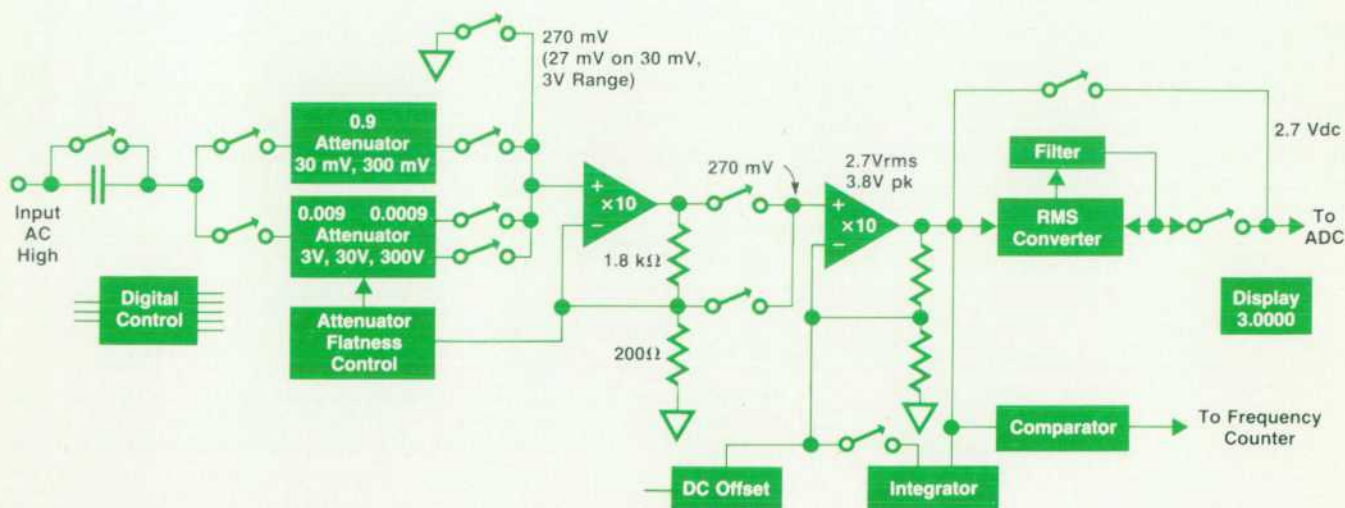 270 mV
(27 mV on 30 mV,
3V Range)
0.9
Attenuator
30 mV, 300 mV
Input
AC
High
0.009 0.0009
Attenuator
3V, 30V, 300V
Digital
Control
Attenuator
Flatness
Control
+
×10
−
1.8 kΩ
200Ω
270 mV
2.7Vrms
3.8V pk
+
×10
−
Filter
RMS
Converter
2.7 Vdc
To
ADC
Display
3.0000
Comparator
To Frequency
Counter
DC Offset
Integrator